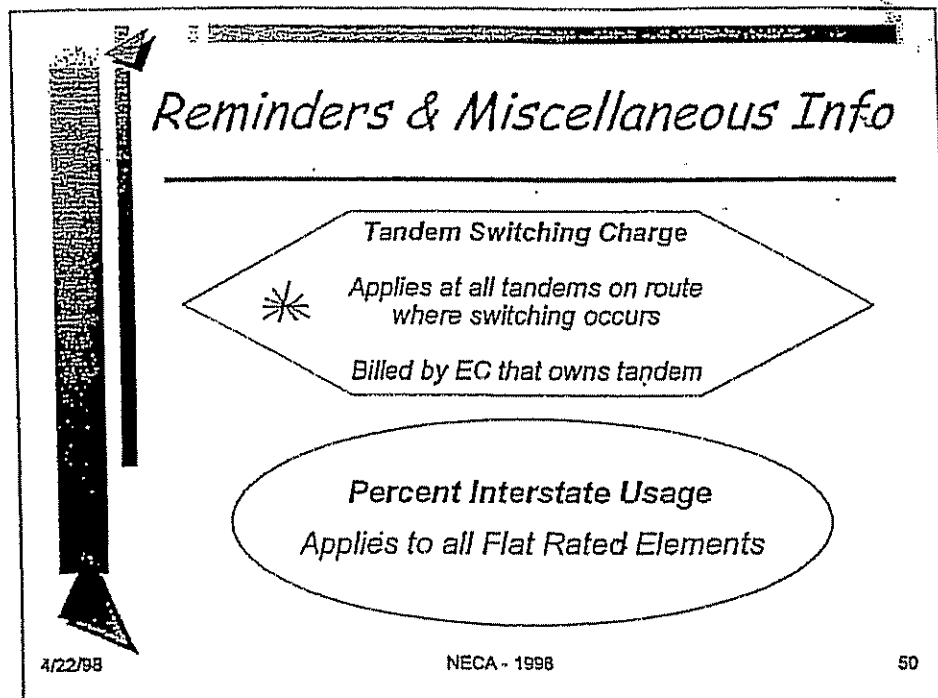 Reminders & Miscellaneous Info
Tandem Switching Charge
Applies at all tandems on route
where switching occurs
Billed by EC that owns tandem
Percent Interstate Usage
Applies to all Flat Rated Elements
4/22/98
NECA - 1998
50